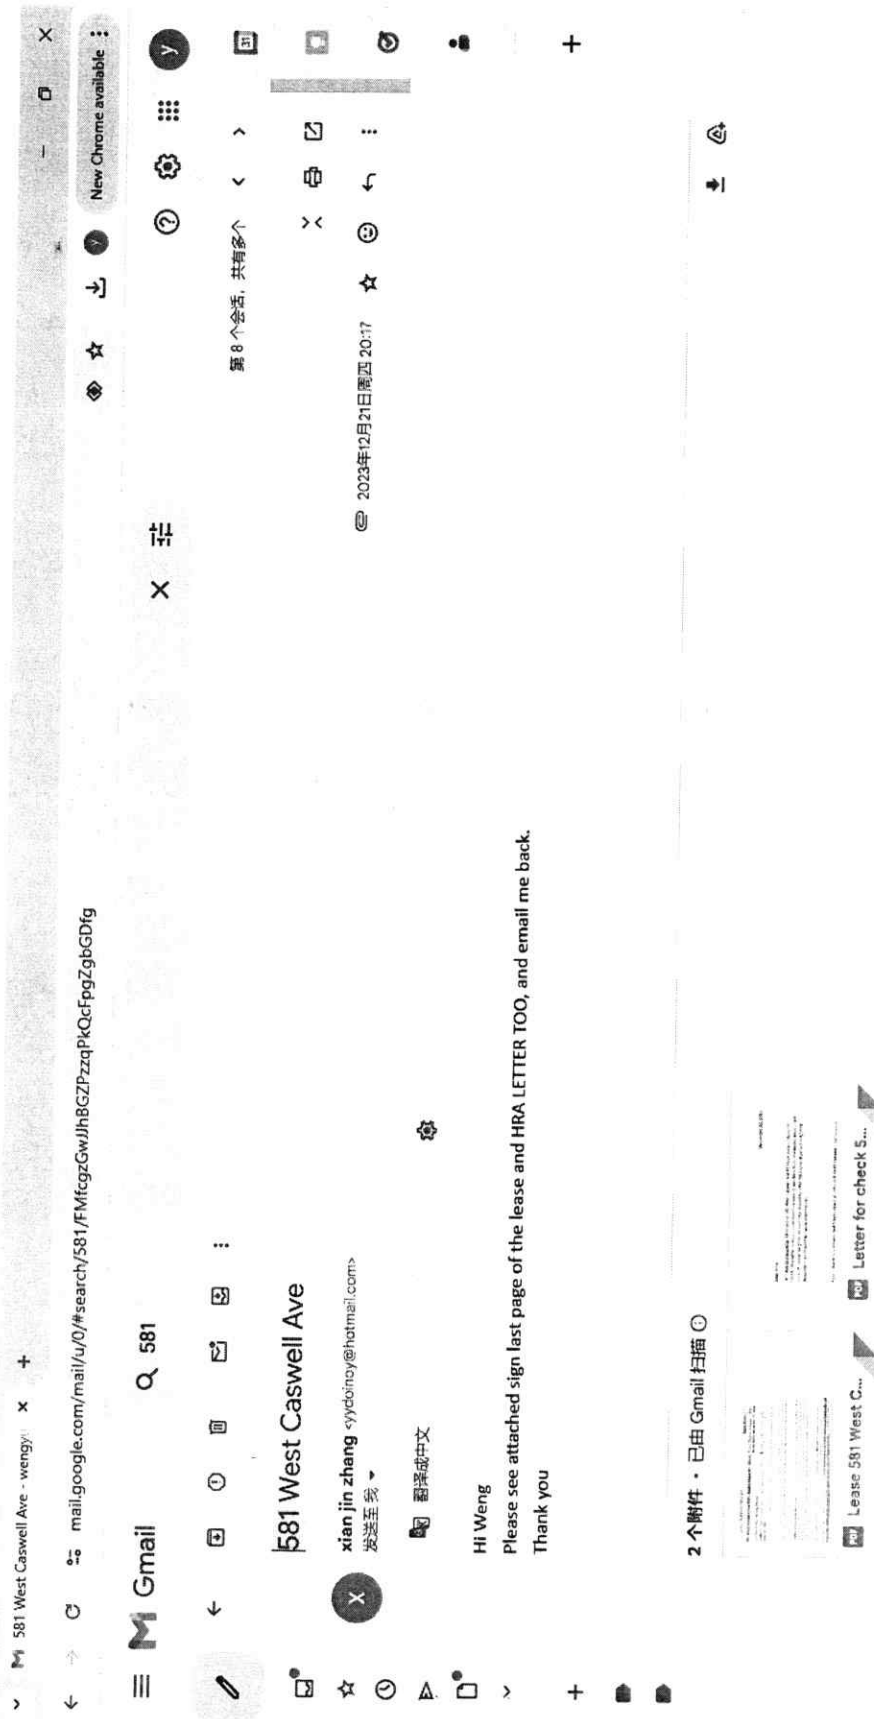 581 West Caswell Ave - wengy
mail.google.com/mail/u/0/#search/581/FMfcgzGwJJhBGZPzzqPkQcFpgZgbGDfg
New Chrome available
y
Gmail
581
y
31
第 8 个会话，共有多个
581 West Caswell Ave
X
xian jin zhang <yydoinoy@hotmail.com>
2023年12月21日周四 20:17
发送至 我
翻译成中文
Hi Weng
Please see attached sign last page of the lease and HRA LETTER TOO, and email me back.
Thank you
2 个附件 • 已由 Gmail 扫描
PDF Lease 581 West C...
PDF Letter for check 5...